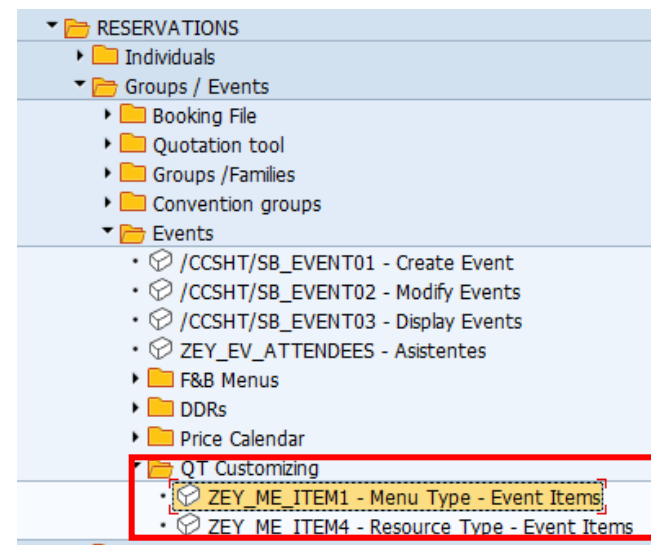 RESERVATIONS
Individuals
Groups / Events
Booking File
Quotation tool
Groups /Families
Convention groups
Events
/CCSHT/SB_EVENT01 - Create Event
/CCSHT/SB_EVENT02 - Modify Events
/CCSHT/SB_EVENT03 - Display Events
ZEY_EV_ATTENDEES - Asistentes
F&B Menus
DDRs
Price Calendar
QT Customizing
ZEY_ME_ITEM1 - Menu Type - Event Items
ZEY_ME_ITEM4 - Resource Type - Event Items